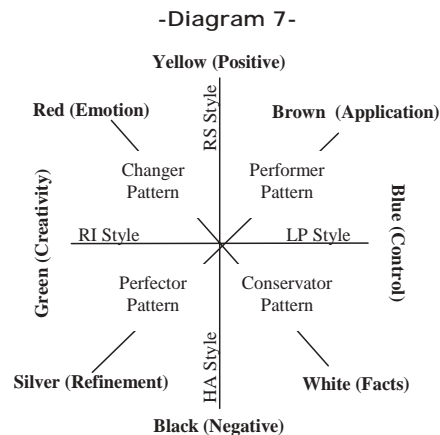 -Diagram 7-
Yellow (Positive)
Red (Emotion)
RS Style
Brown (Application)
Changer
Pattern
Performer
Pattern
Green (Creativity)
RI Style
LP Style
Blue (Control)
Perfector
Pattern
Conservator
Pattern
HA Style
Silver (Refinement)
White (Facts)
Black (Negative)